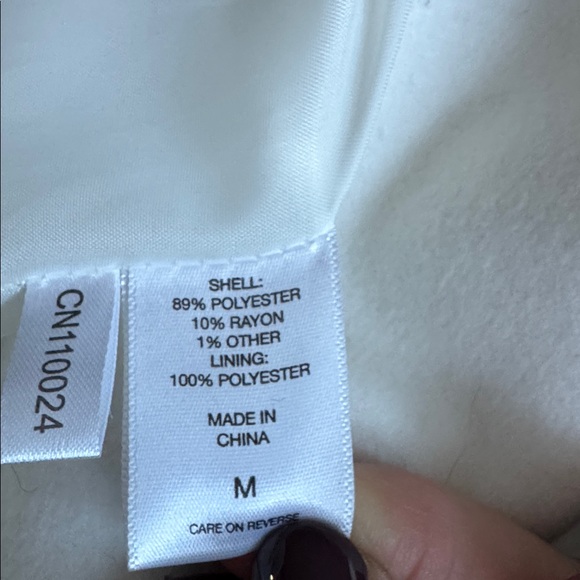 SHELL:
89% POLYESTER
10% RAYON
1% OTHER
LINING:
100% POLYESTER
MADE IN
CHINA
M
CARE ON REVERSE
CN110024